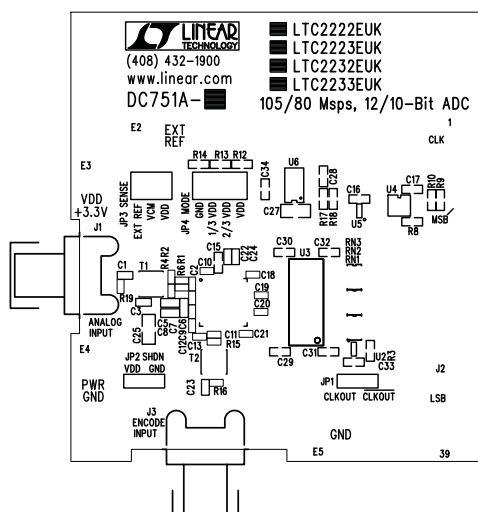 LINEAR
TECHNOLOGY
(408) 432-1900
www.linear.com
DC751A-
LTC2222EUK
LTC2223EUK
LTC2232EUK
LTC2233EUK
105/80 Msps, 12/10-Bit ADC
E2
EXT
REF
1
CLK
E3
VDD
+3.3V
J1
JP3 SENSE
EXT REF
VCM
VDD
R14
R13
R12
JP4 MODE
GND
1/3 VDD
2/3 VDD
VDD
C34
U6
C27
C28
R17
R18
C16
U5
U4
C17
R10
R9
MSB
R8
C1
R19
T1
R4
R2
R6
R1
C2
C15
C10
C22
C24
C18
C19
C20
C30
U3
C32
RN3
RN2
RN1
C3
C25
C5
C8
C7
C6
C9
C12
C13
C11
R15
C21
T2
ANALOG
INPUT
E4
C29
C31
U2
R3
C33
J2
JP2 SHDN
VDD GND
PWR
GND
C23
R16
JP1
CLKOUT CLKOUT
LSB
J3
ENCODE
INPUT
GND
E5
39